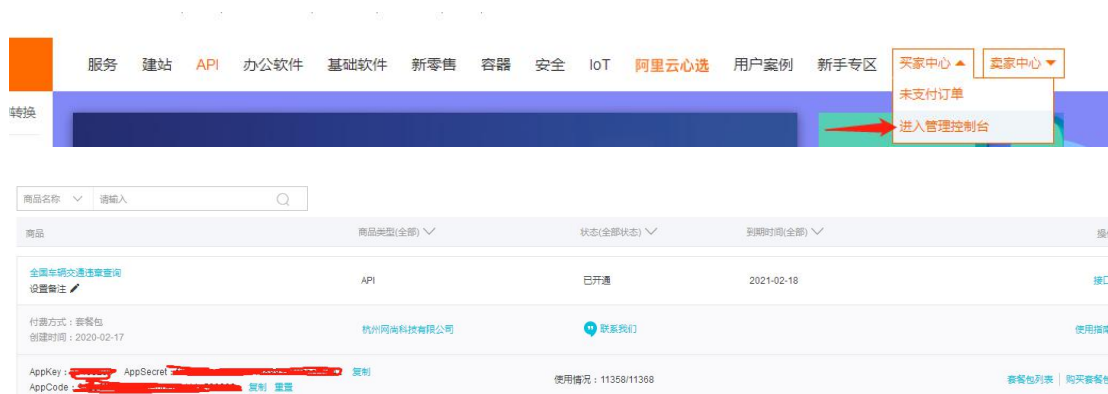 服务 建站 API 办公软件 基础软件 新零售 容器 安全 IoT 阿里云心选 用户案例 新手专区 买家中心 卖家中心
转换
未支付订单
进入管理控制台
商品名称 请输入
商品 商品类型(全部) 状态(全部状态) 到期时间(全部)
全国车辆交通违章查询 API 已开通 2021-02-18 接口
设置备注
付费方式：套餐包
杭州网尚科技有限公司 联系我们 使用指南
创建时间：2020-02-17
AppKey： AppSecret 复制
使用情况：11358/11368 套餐包列表 购买套餐包
AppCode： 复制 重置